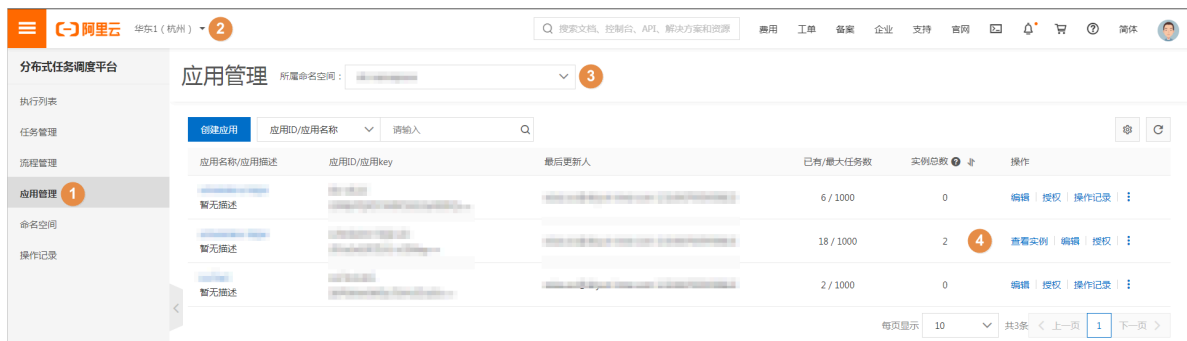 阿里云 华东1（杭州） 2 搜索文档、控制台、API、解决方案和资源 费用 工单 备案 企业 支持 官网 简体
分布式任务调度平台
应用管理 所属命名空间： 3
执行列表
任务管理
流程管理
应用管理 1
命名空间
操作记录
创建应用 应用ID/应用名称 请输入
应用名称/应用描述 应用ID/应用key 最后更新人 已有/最大任务数 实例总数 操作
暂无描述 6 / 1000 0 编辑 授权 操作记录
暂无描述 18 / 1000 2 4 查看实例 编辑 授权
暂无描述 2 / 1000 0 编辑 授权 操作记录
每页显示 10 共3条 上一页 1 下一页